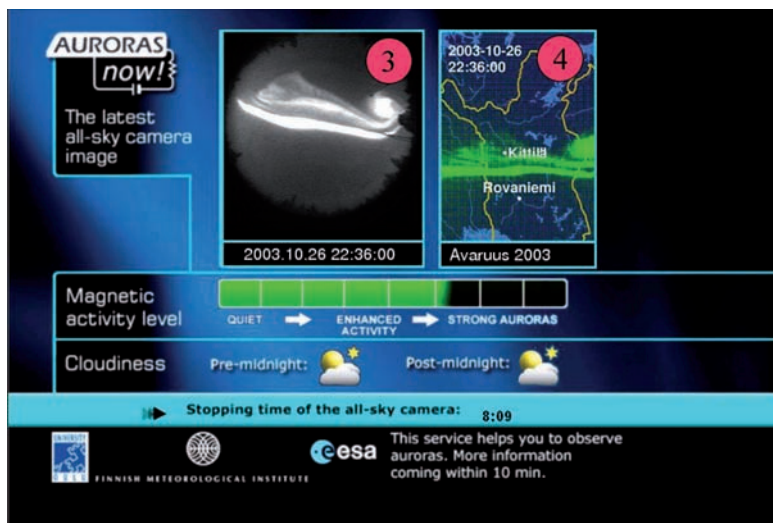 AURORAS
now!
The latest
all-sky camera
image
3
2003.10.26 22:36:00
2003-10-26
22:36:00
4
Kittilä
Rovaniemi
Avaruus 2003
Magnetic
activity level
QUIET
ENHANCED
ACTIVITY
STRONG AURORAS
Cloudiness
Pre-midnight:
Post-midnight:
Stopping time of the all-sky camera: 8:09
UNIVERSITY
OULU
FINNISH METEOROLOGICAL INSTITUTE
esa
This service helps you to observe
auroras. More information
coming within 10 min.